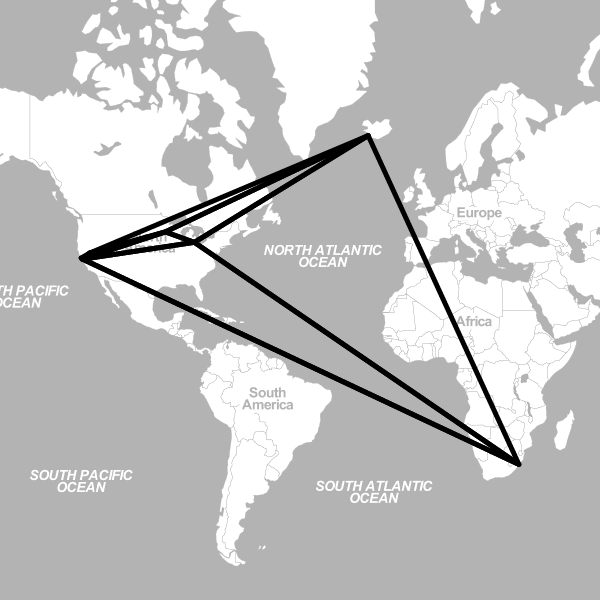 Europe
NORTH ATLANTIC
OCEAN
TH PACIFIC
OCEAN
Africa
South
America
SOUTH PACIFIC
OCEAN
SOUTH ATLANTIC
OCEAN